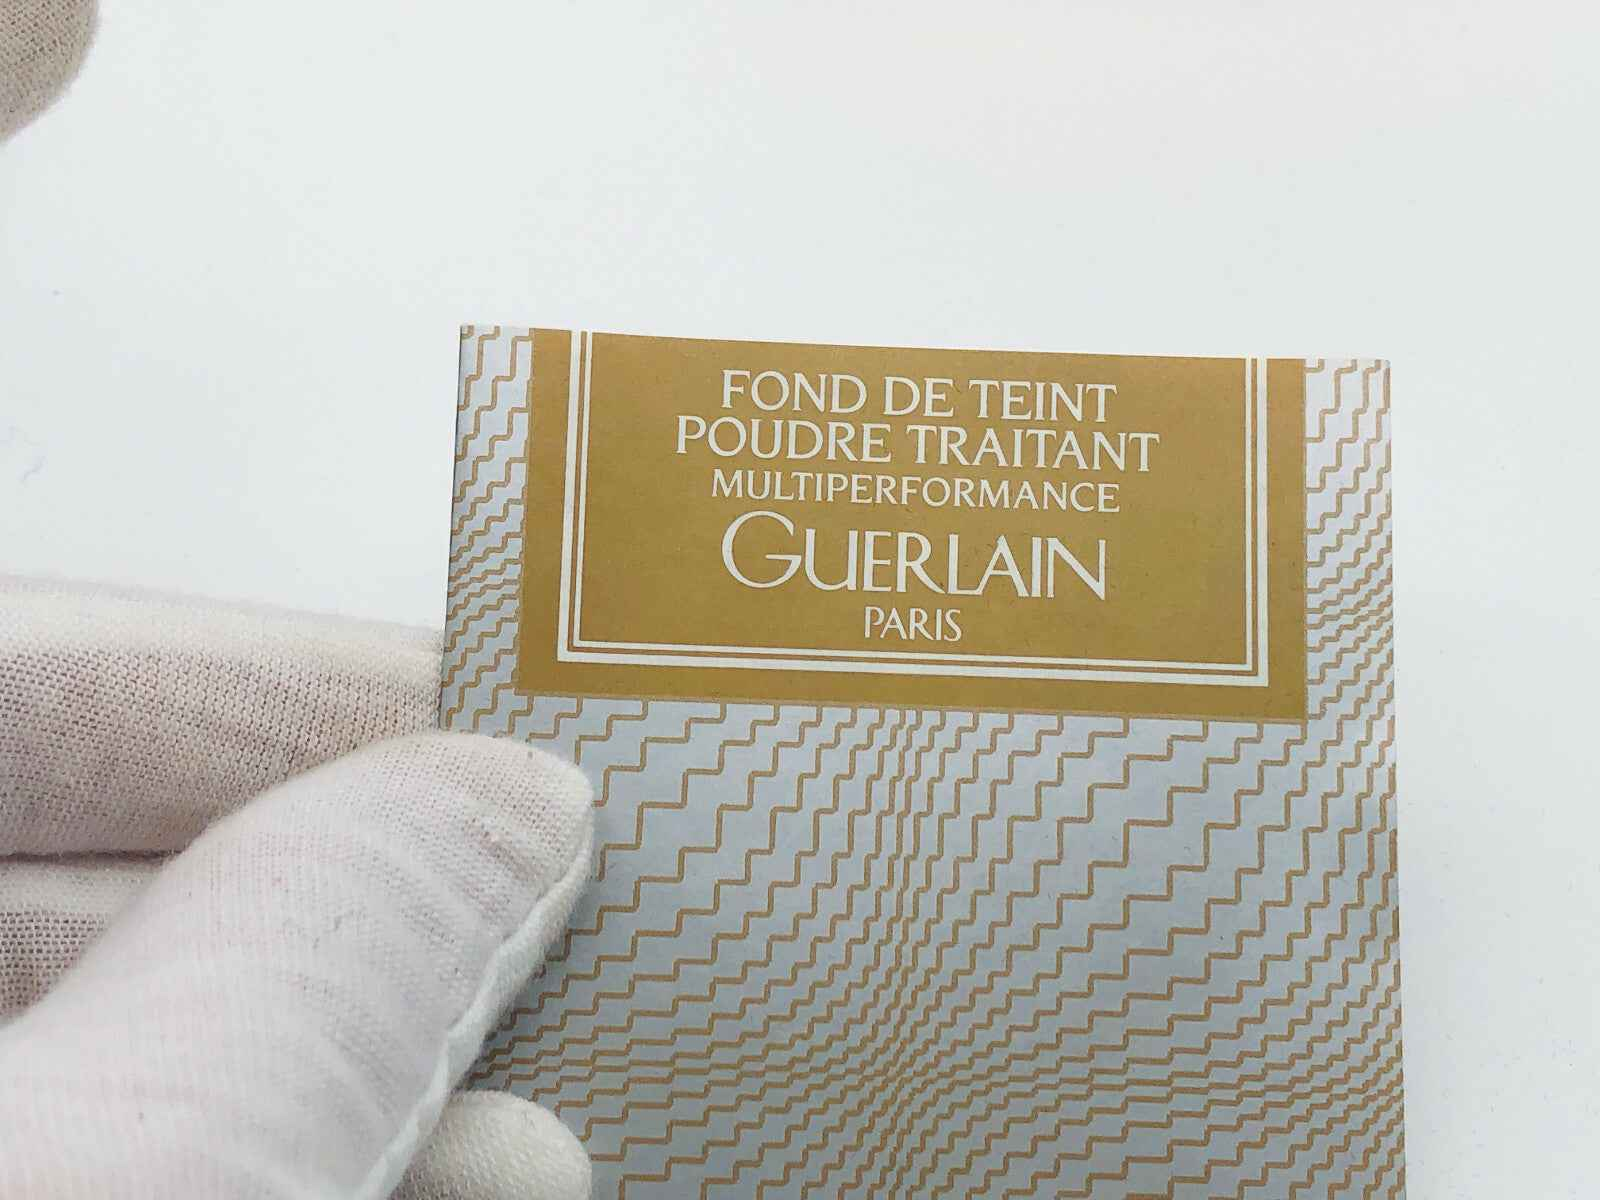 FOND DE TEINT
POUDRE TRAITANT
MULTIPERFORMANCE
GUERLAIN
PARIS